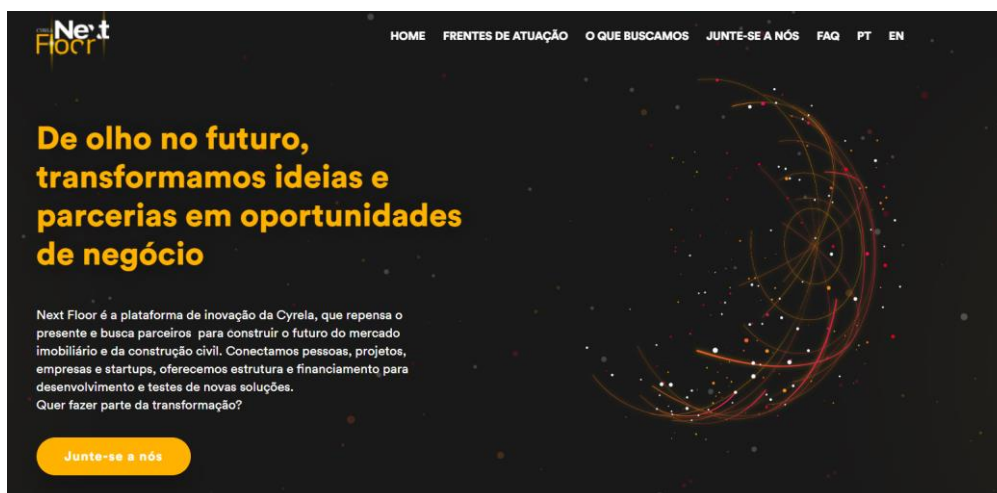 CYRELA
Next
Floor
HOME FRENTES DE ATUAÇÃO O QUE BUSCAMOS JUNTE-SE A NÓS FAQ PT EN
De olho no futuro,
transformamos ideias e
parcerias em oportunidades
de negócio
Next Floor é a plataforma de inovação da Cyrela, que repensa o
presente e busca parceiros para construir o futuro do mercado
imobiliário e da construção civil. Conectamos pessoas, projetos,
empresas e startups, oferecemos estrutura e financiamento para
desenvolvimento e testes de novas soluções.
Quer fazer parte da transformação?
Junte-se a nós